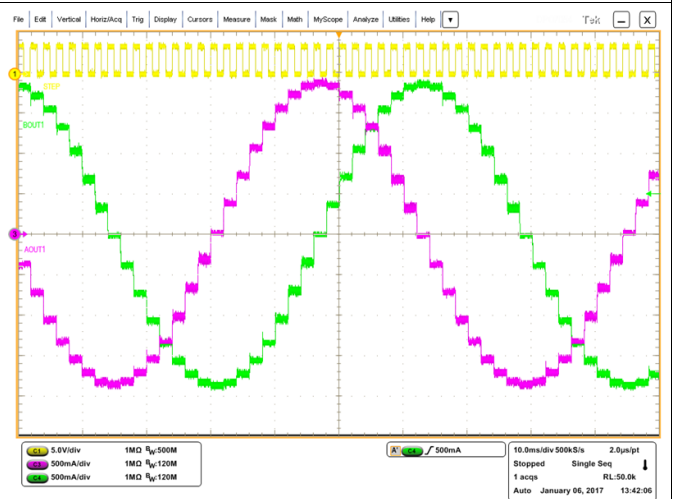 File Edit Vertical Horiz/Acq Trig Display Cursors Measure Mask Math MyScope Analyze Utilities Help Tek X
1
STEP
BOUT1
3
AOUT1
C1 5.0V/div 1MΩ BW:500M
C3 500mA/div 1MΩ BW:120M
C4 500mA/div 1MΩ BW:120M
A' C4 500mA
10.0ms/div 500kS/s 2.0µs/pt
Stopped Single Seq
1 acqs RL:50.0k
Auto January 06, 2017 13:42:06